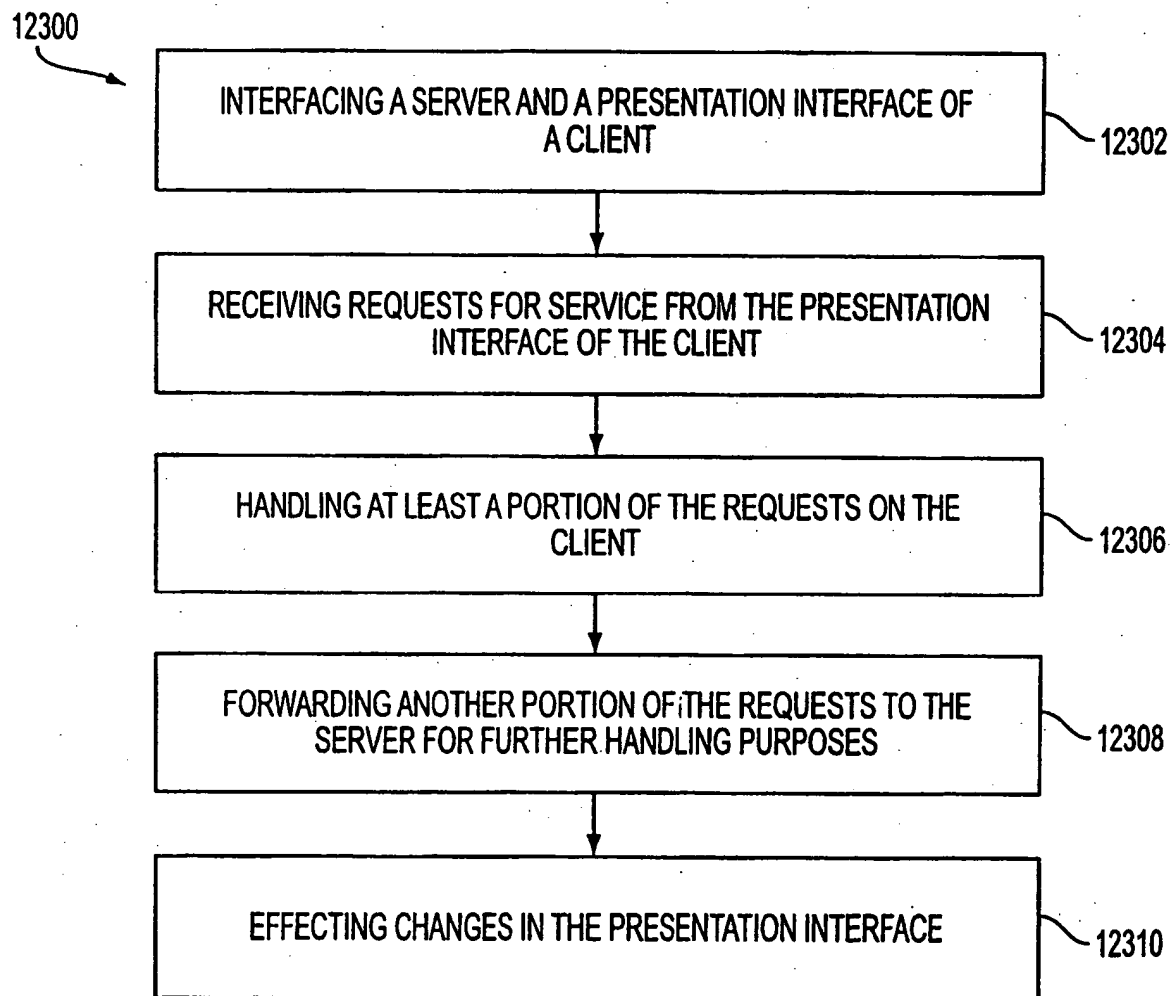 12300
INTERFACING A SERVER AND A PRESENTATION INTERFACE OF
A CLIENT
12302
RECEIVING REQUESTS FOR SERVICE FROM THE PRESENTATION
INTERFACE OF THE CLIENT
12304
HANDLING AT LEAST A PORTION OF THE REQUESTS ON THE
CLIENT
12306
FORWARDING ANOTHER PORTION OF THE REQUESTS TO THE
SERVER FOR FURTHER HANDLING PURPOSES
12308
EFFECTING CHANGES IN THE PRESENTATION INTERFACE
12310